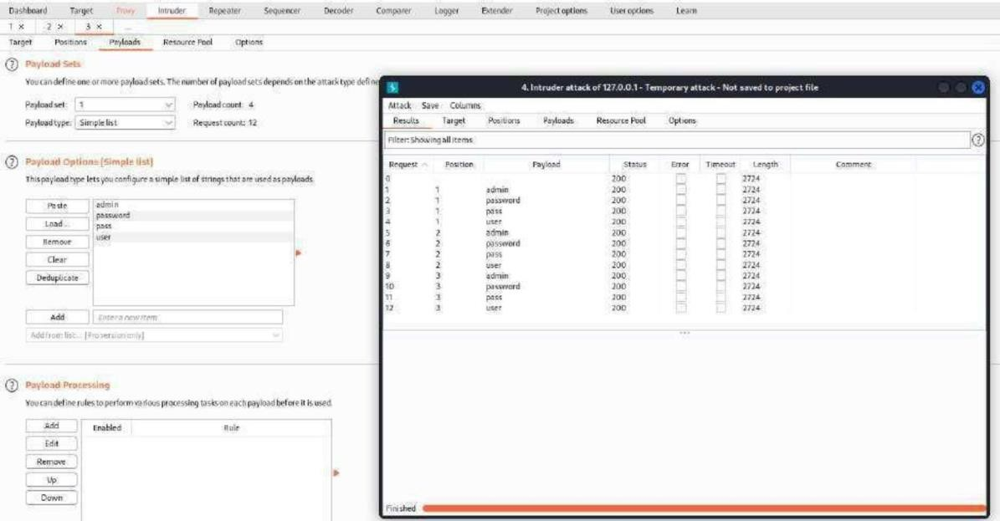 Dashboard Target Proxy Intruder Repeater Sequencer Decoder Comparer Logger Extender Project options User options Learn
1 × 2 × 3 × ...
Target Positions Payloads Resource Pool Options
? Payload Sets
You can define one or more payload sets. The number of payload sets depends on the attack type define
Payload set: 1 Payload count: 4
Payload type: Simple list Request count: 12
? Payload Options [Simple list]
This payload type lets you configure a simple list of strings that are used as payloads.
Paste
Load ...
Remove
Clear
Deduplicate
admin
password
pass
user
Add Enter a new item
Add from list ... [Pro version only]
? Payload Processing
You can define rules to perform various processing tasks on each payload before it is used.
Add
Edit
Remove
Up
Down
Enabled Rule
4. Intruder attack of 127.0.0.1 - Temporary attack - Not saved to project file
Attack Save Columns
Results Target Positions Payloads Resource Pool Options
Filter: Showing all items ?
Request Position Payload Status Error Timeout Length Comment
0 200 2724
1 1 admin 200 2724
2 1 password 200 2724
3 1 pass 200 2724
4 1 user 200 2724
5 2 admin 200 2724
6 2 password 200 2724
7 2 pass 200 2724
8 2 user 200 2724
9 3 admin 200 2724
10 3 password 200 2724
11 3 pass 200 2724
12 3 user 200 2724
Finished